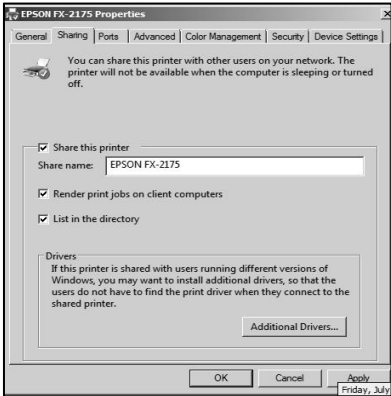 EPSON FX-2175 Properties
General Sharing Ports Advanced Color Management Security Device Settings
You can share this printer with other users on your network. The
printer will not be available when the computer is sleeping or turned
off.
Share this printer
Share name: EPSON FX-2175
Render print jobs on client computers
List in the directory
Drivers
If this printer is shared with users running different versions of
Windows, you may want to install additional drivers, so that the
users do not have to find the print driver when they connect to the
shared printer.
Additional Drivers...
OK Cancel Apply
Friday, July